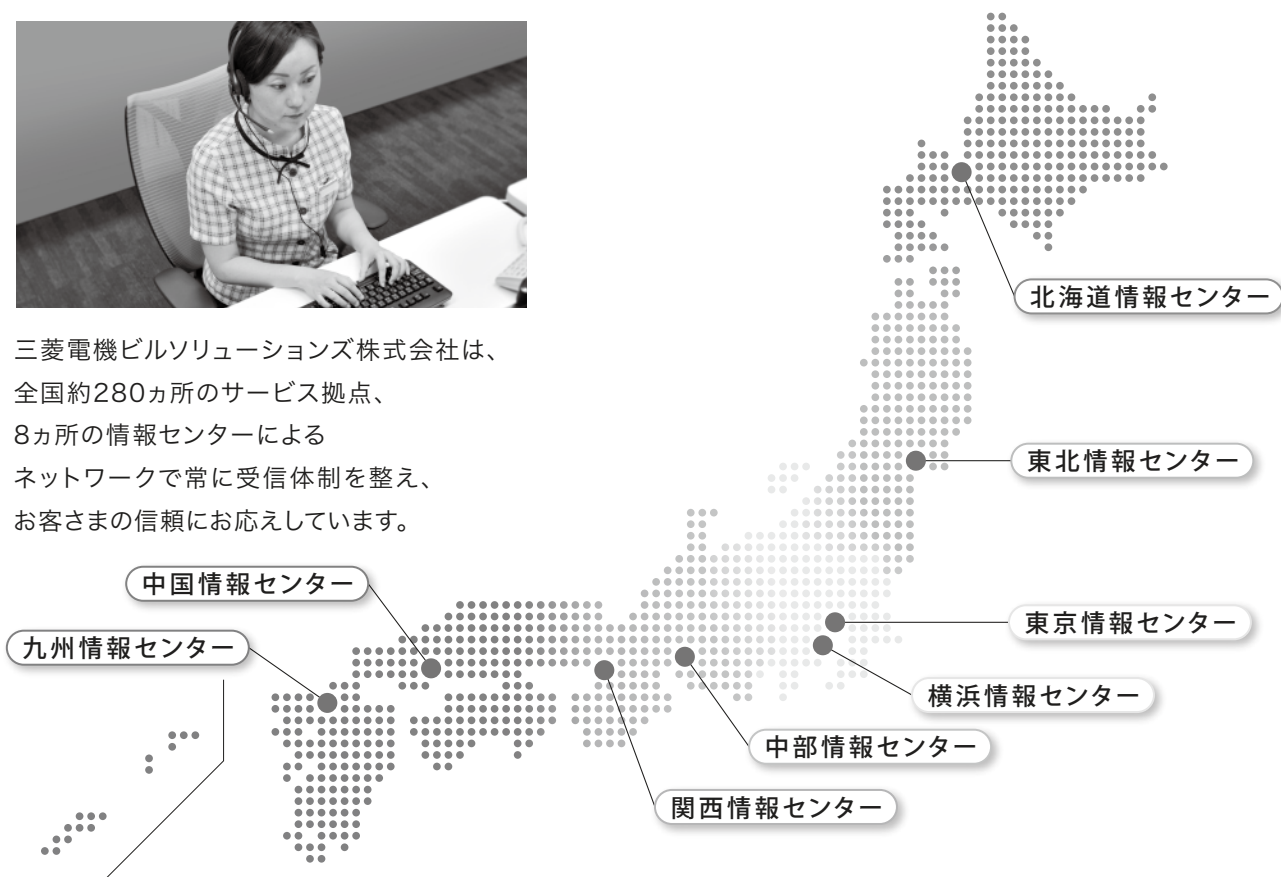 三菱電機ビルソリューションズ株式会社は、
全国約280ヵ所のサービス拠点、
8ヵ所の情報センターによる
ネットワークで常に受信体制を整え、
お客さまの信頼にお応えしています。
北海道情報センター
東北情報センター
中国情報センター
東京情報センター
九州情報センター
横浜情報センター
中部情報センター
関西情報センター